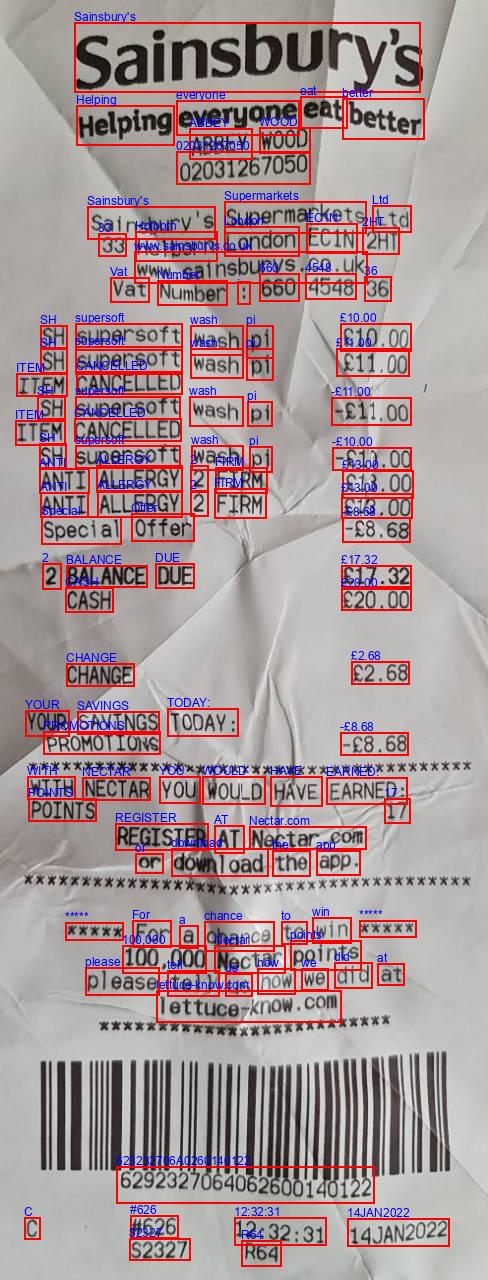 Sainsbury's
Helping everyone eat better
ABBEY WOOD
02031267050
Sainsbury's Supermarkets Ltd
33 Holborn London EC1N 2HT
www.sainsburys.co.uk
Vat Number : 660 4548 36
SH supersoft wash pi £10.00
SH supersoft wash pi £11.00
ITEM CANCELLED
SH supersoft wash pi -£11.00
ITEM CANCELLED
SH supersoft wash pi -£10.00
ANTI ALLERGY 2 FIRM £13.00
ANTI ALLERGY 2 FIRM £13.00
Special Offer -£8.68
2 BALANCE DUE £17.32
CASH £20.00
CHANGE £2.68
YOUR SAVINGS TODAY:
PROMOTIONS -£8.68
****************************************
WITH NECTAR YOU WOULD HAVE EARNED:
POINTS 17
REGISTER AT Nectar.com
or download the app.
****************************************
***** For a chance to win *****
100,000 Nectar points
please tell us how we did at
lettuce-know.com
**************************
6292327064062600140122
C #626 12:32:31 14JAN2022
S2327 R64